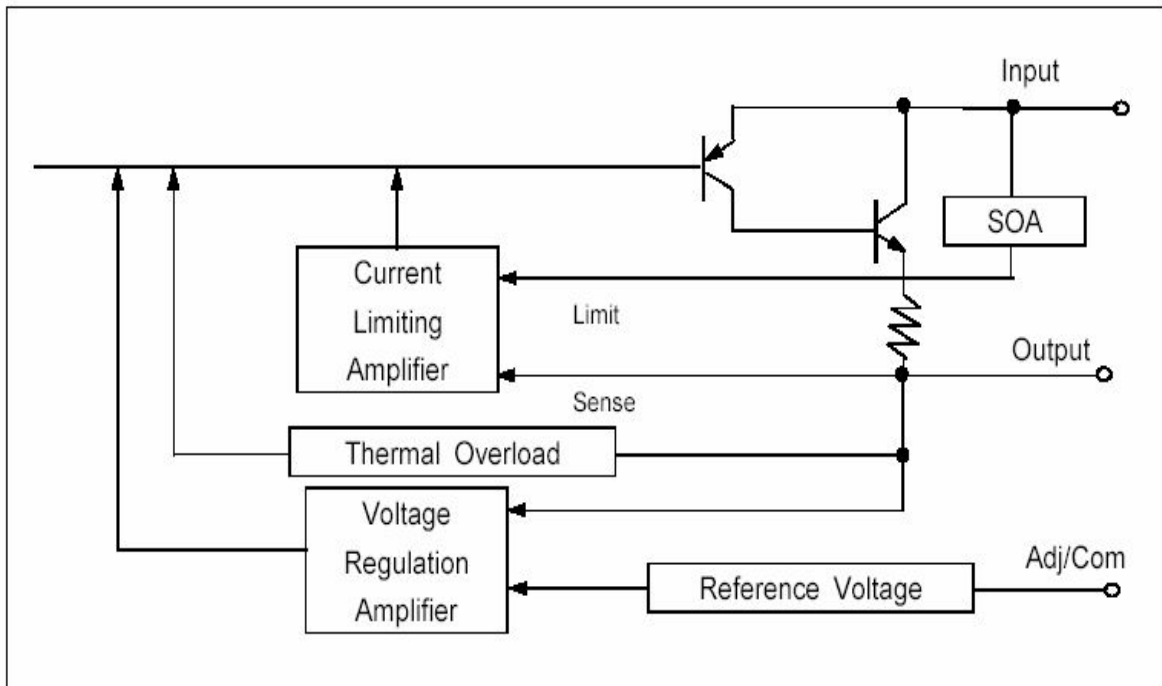 Input
SOA
Current
Limiting
Amplifier
Limit
Output
Sense
Thermal Overload
Voltage
Regulation
Amplifier
Adj/Com
Reference Voltage